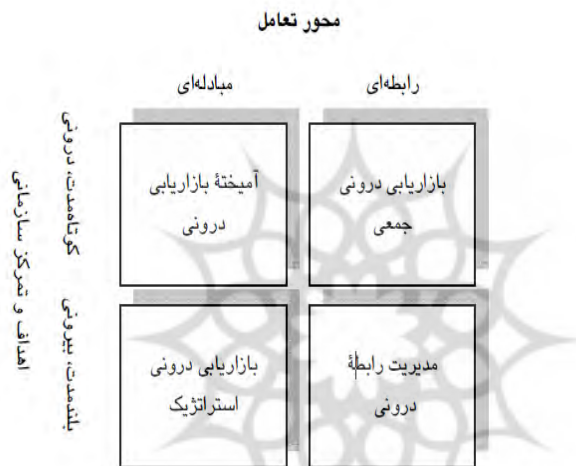 محور تعامل
رابطه‌ای
مبادله‌ای
بازاریابی درونی
جمعی
آمیختهٔ بازاریابی
درونی
کوتاه‌مدت، درونی
مدیریت رابطهٔ
درونی
بازاریابی درونی
استراتژیک
بلندمدت، بیرونی
اهداف و تمرکز سازمانی